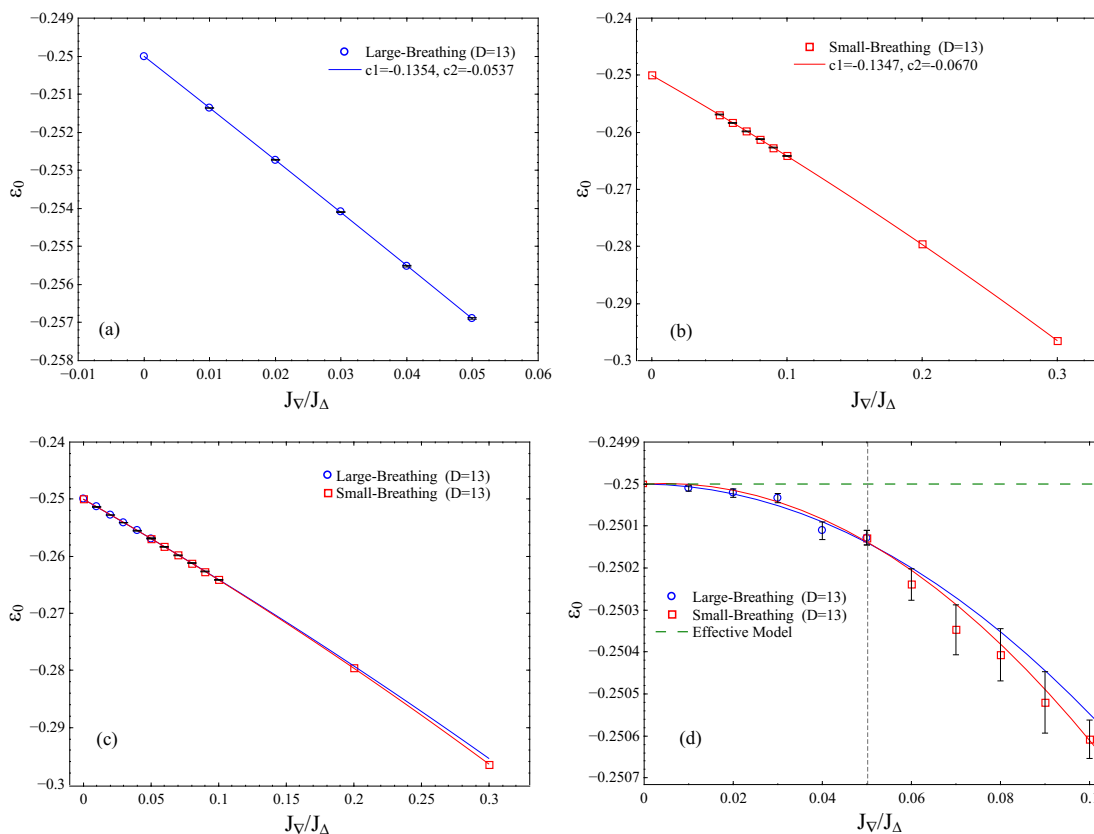 −0.249
−0.25
−0.251
−0.252
−0.253
−0.254
−0.255
−0.256
−0.257
−0.258
ε0
Large-Breathing (D=13)
c1=-0.1354, c2=-0.0537
(a)
−0.01 0 0.01 0.02 0.03 0.04 0.05 0.06
J∇/JΔ
−0.24
−0.25
−0.26
−0.27
−0.28
−0.29
−0.3
ε0
Small-Breathing (D=13)
c1=-0.1347, c2=-0.0670
(b)
0 0.1 0.2 0.3
J∇/JΔ
−0.24
−0.25
−0.26
−0.27
−0.28
−0.29
−0.3
ε0
Large-Breathing (D=13)
Small-Breathing (D=13)
(c)
0 0.05 0.1 0.15 0.2 0.25 0.3
J∇/JΔ
−0.2499
−0.25
−0.2501
−0.2502
−0.2503
−0.2504
−0.2505
−0.2506
−0.2507
ε0
Large-Breathing (D=13)
Small-Breathing (D=13)
Effective Model
(d)
0 0.02 0.04 0.06 0.08 0.1
J∇/JΔ